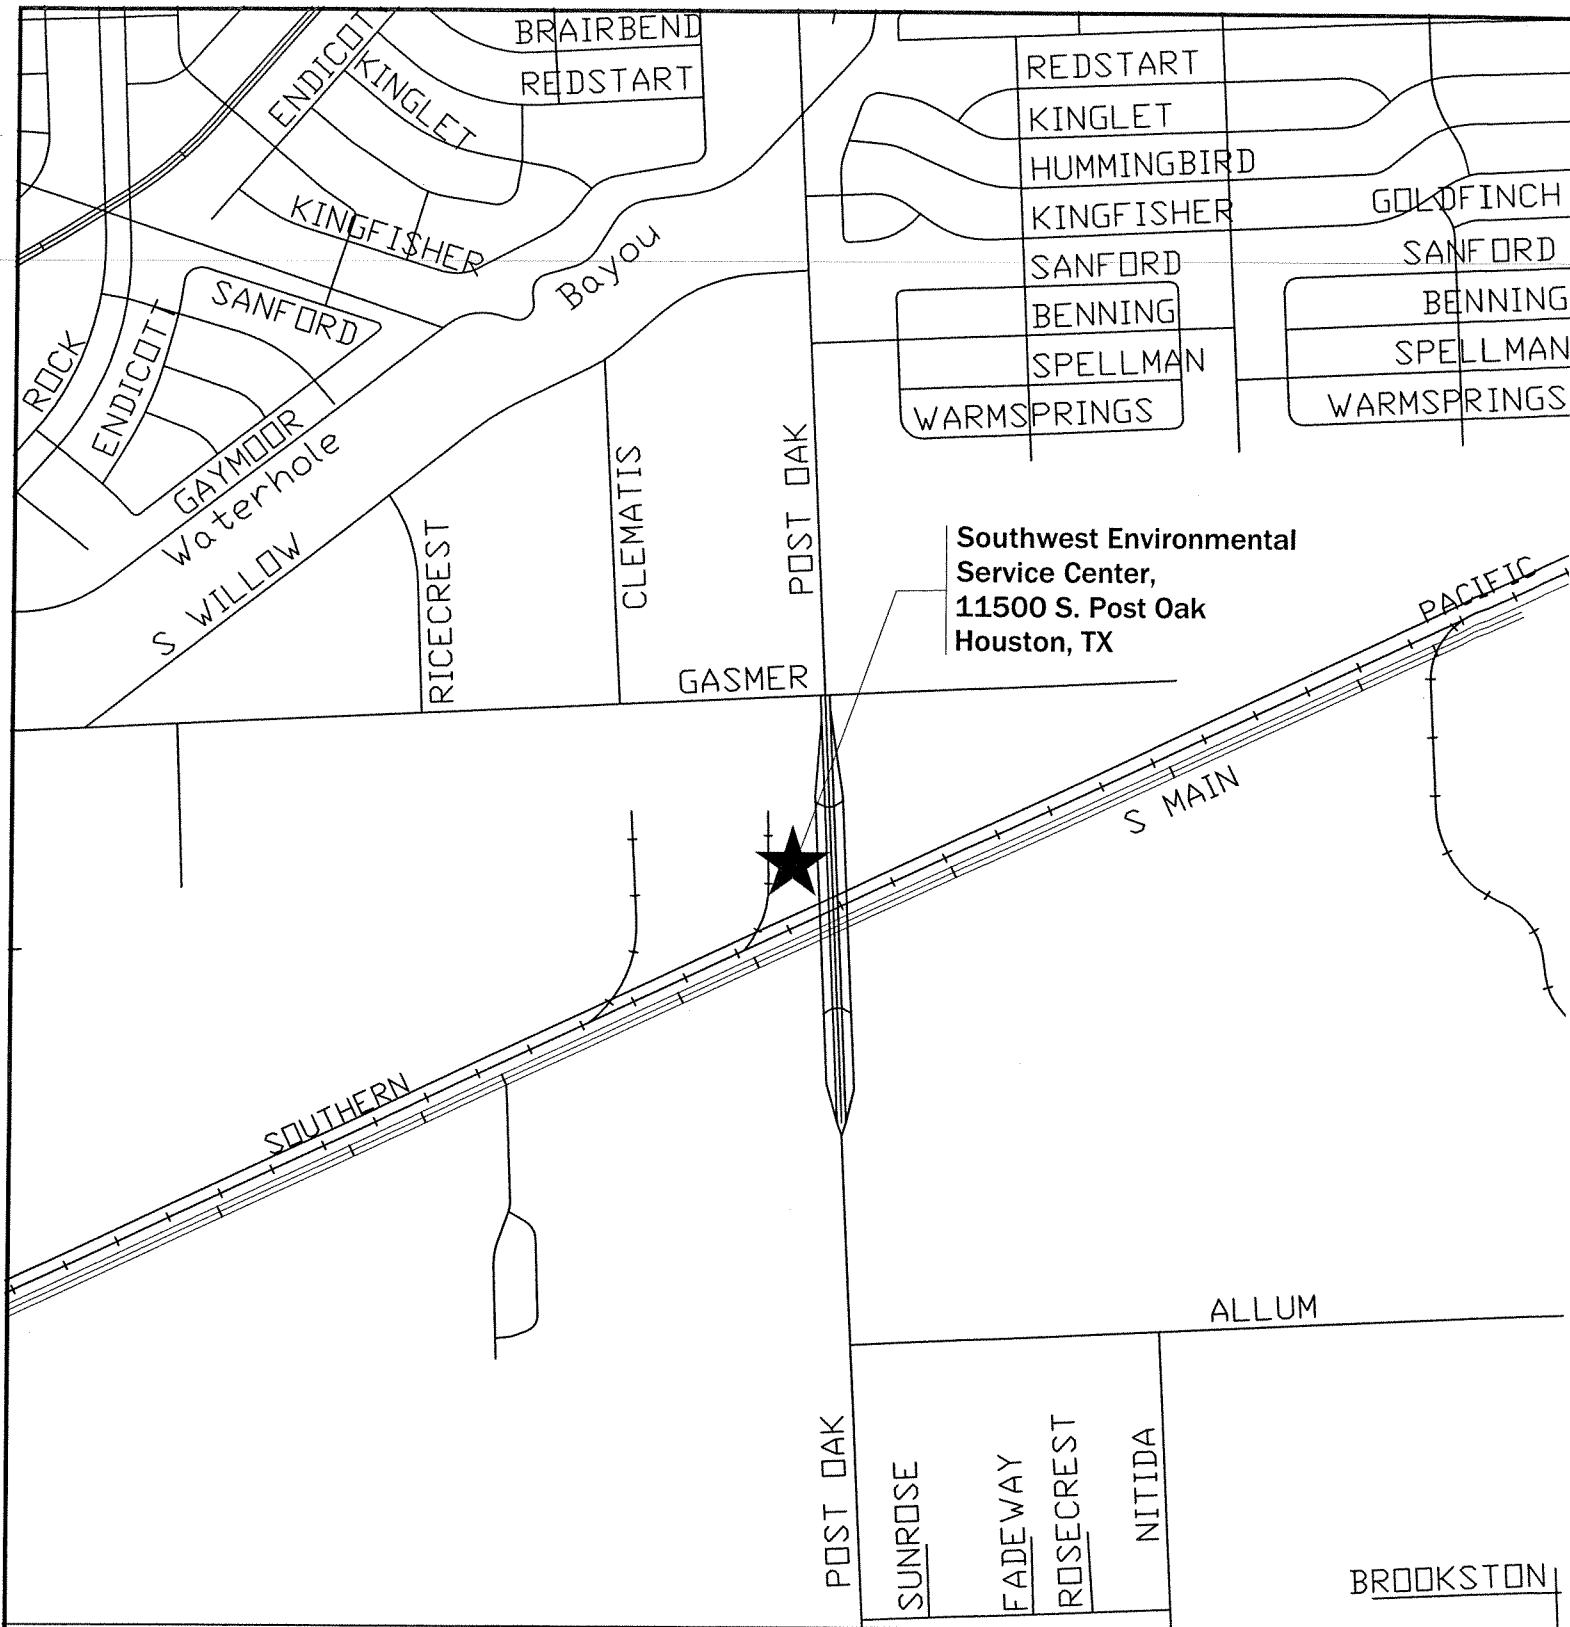 BRAIRBEND
REDSTART
ENDICOT
KINGLET
KINGFISHER
SANFORD
ROCK
ENDICOTT
GAYMOOR
Waterhole
Bayou
S WILLOW
RICECREST
CLEMATIS
POST OAK
GASMER
REDSTART
KINGLET
HUMMINGBIRD
KINGFISHER
SANFORD
BENNING
SPELLMAN
WARMSPRINGS
GOLDFINCH
SANFORD
BENNING
SPELLMAN
WARMSPRINGS
Southwest Environmental
Service Center,
11500 S. Post Oak
Houston, TX
PACIFIC
S MAIN
SOUTHERN
ALLUM
POST OAK
SUNROSE
FADEWAY
ROSECREST
NITIDA
BROOKSTON